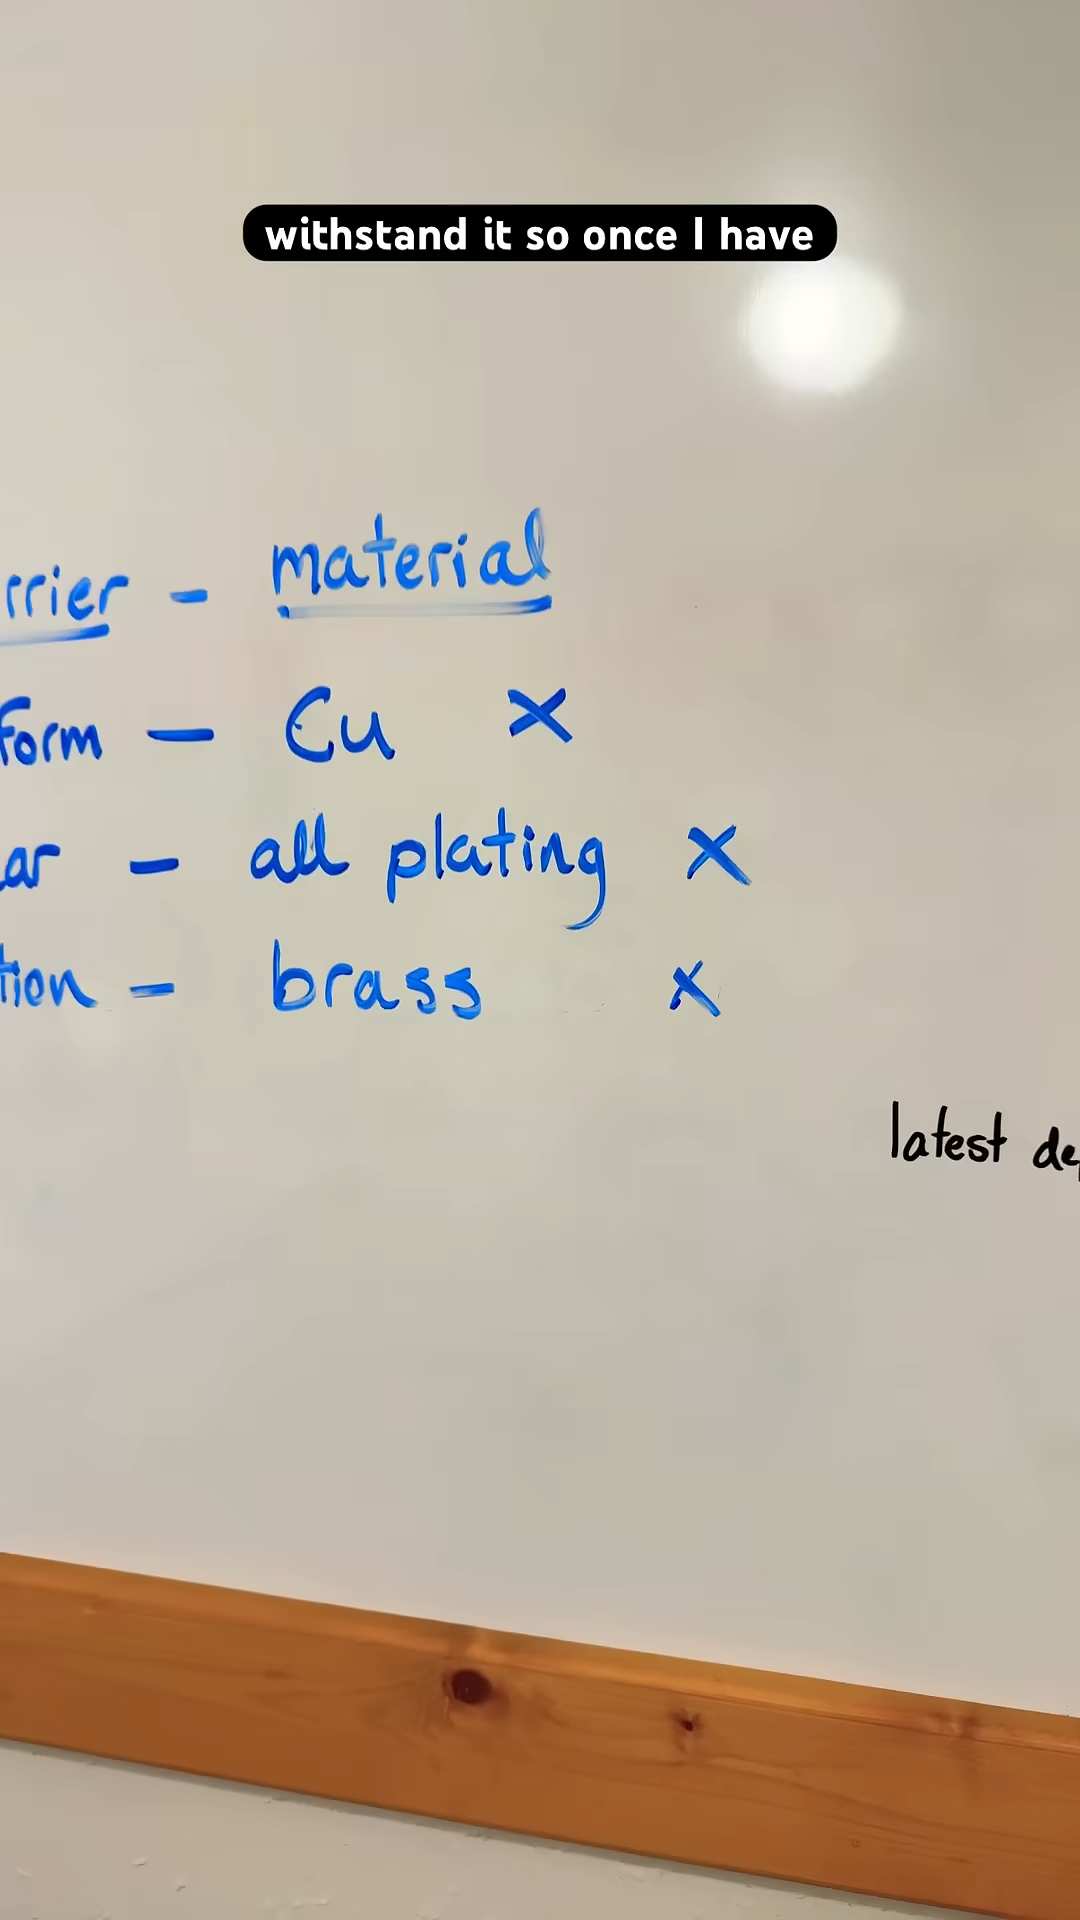 withstand it so once I have
rrier - material
form - Cu X
ar - all plating X
tion - brass X
latest de